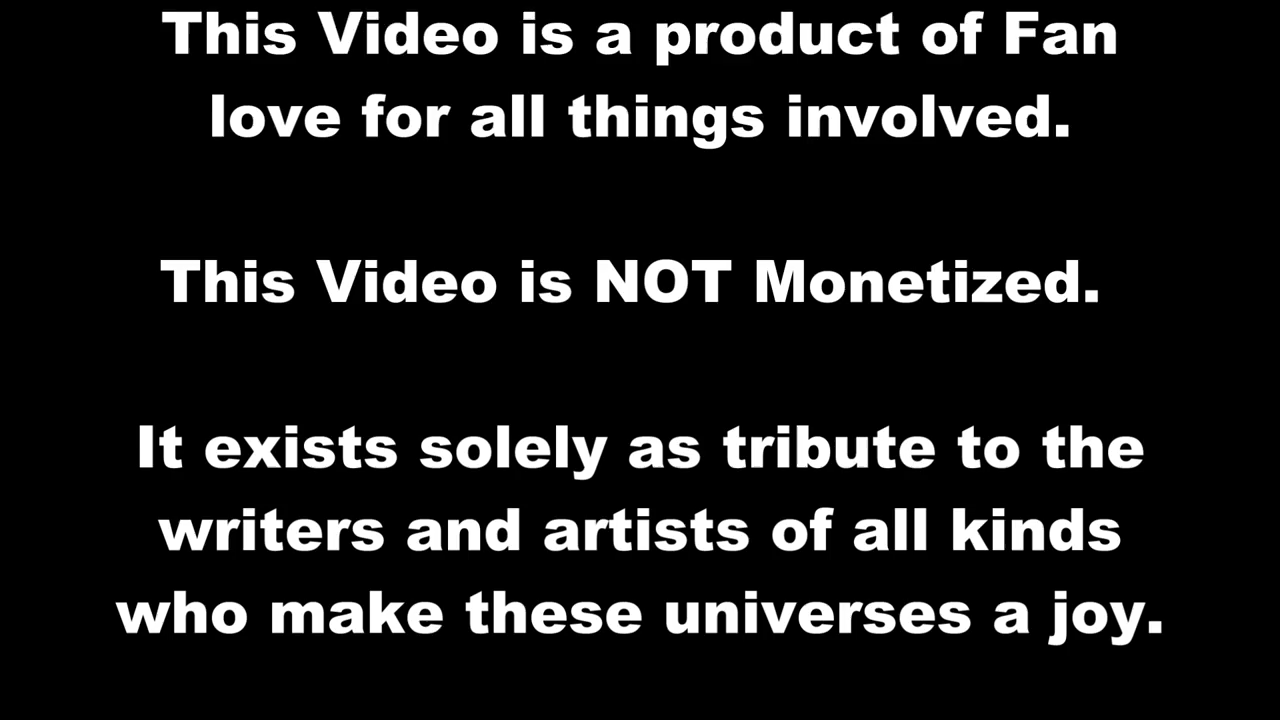 This Video is a product of Fan
love for all things involved.
This Video is NOT Monetized.
It exists solely as tribute to the
writers and artists of all kinds
who make these universes a joy.